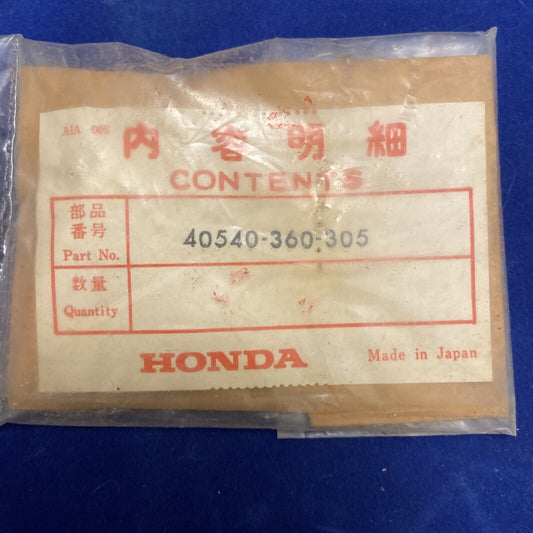 A1A 005
内容明細
CONTENTS
部品
番号
Part No.
40540-360-305
数量
Quantity
HONDA
Made in Japan